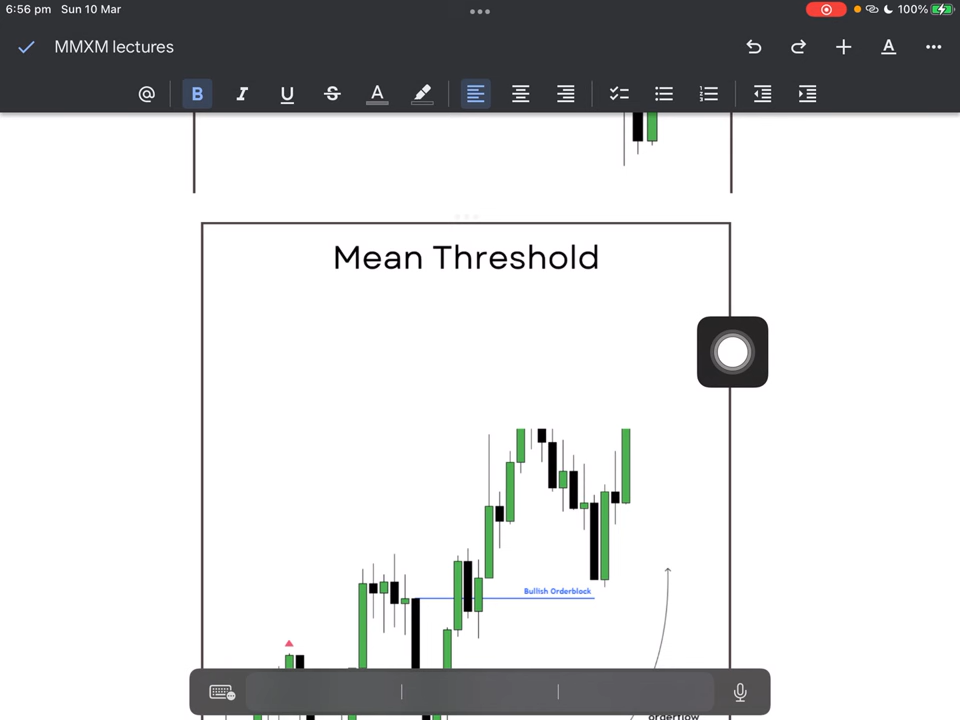 6:56 pm Sun 10 Mar
100%
MMXM lectures
@ B I U S A
Mean Threshold
Bullish Orderblock
orderflow